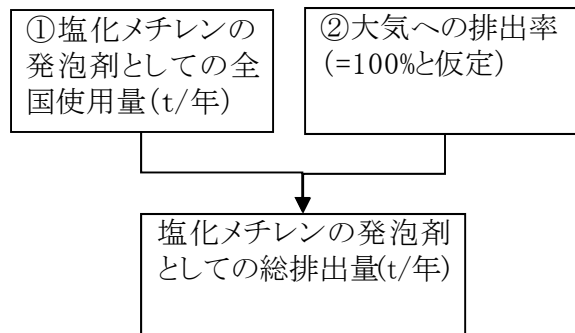 ①塩化メチレンの
発泡剤としての全
国使用量(t/年)
②大気への排出率
(=100%と仮定)
塩化メチレンの発泡剤
としての総排出量(t/年)